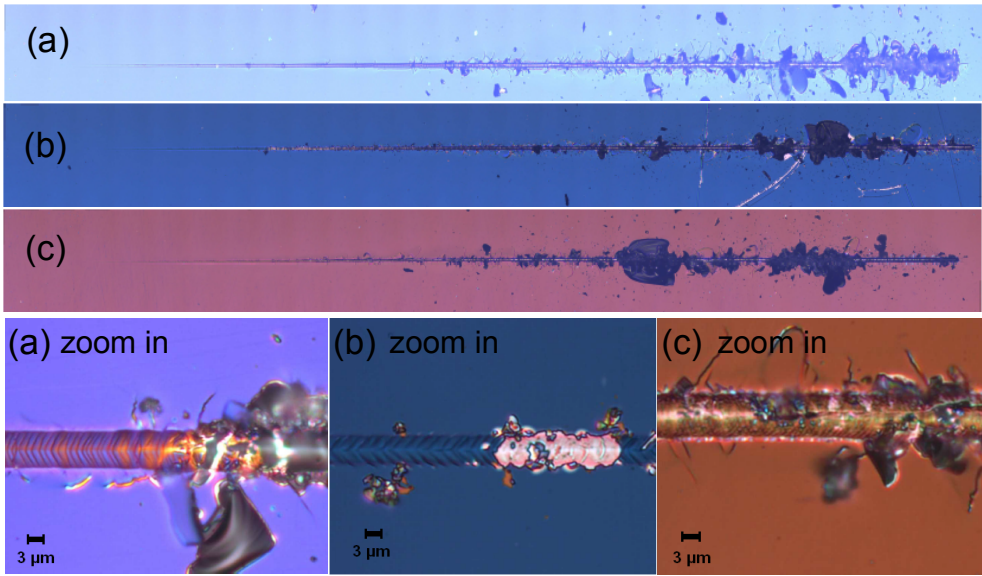 (a)
(b)
(c)
(a) zoom in
(b) zoom in
(c) zoom in
3 µm
3 µm
3 µm